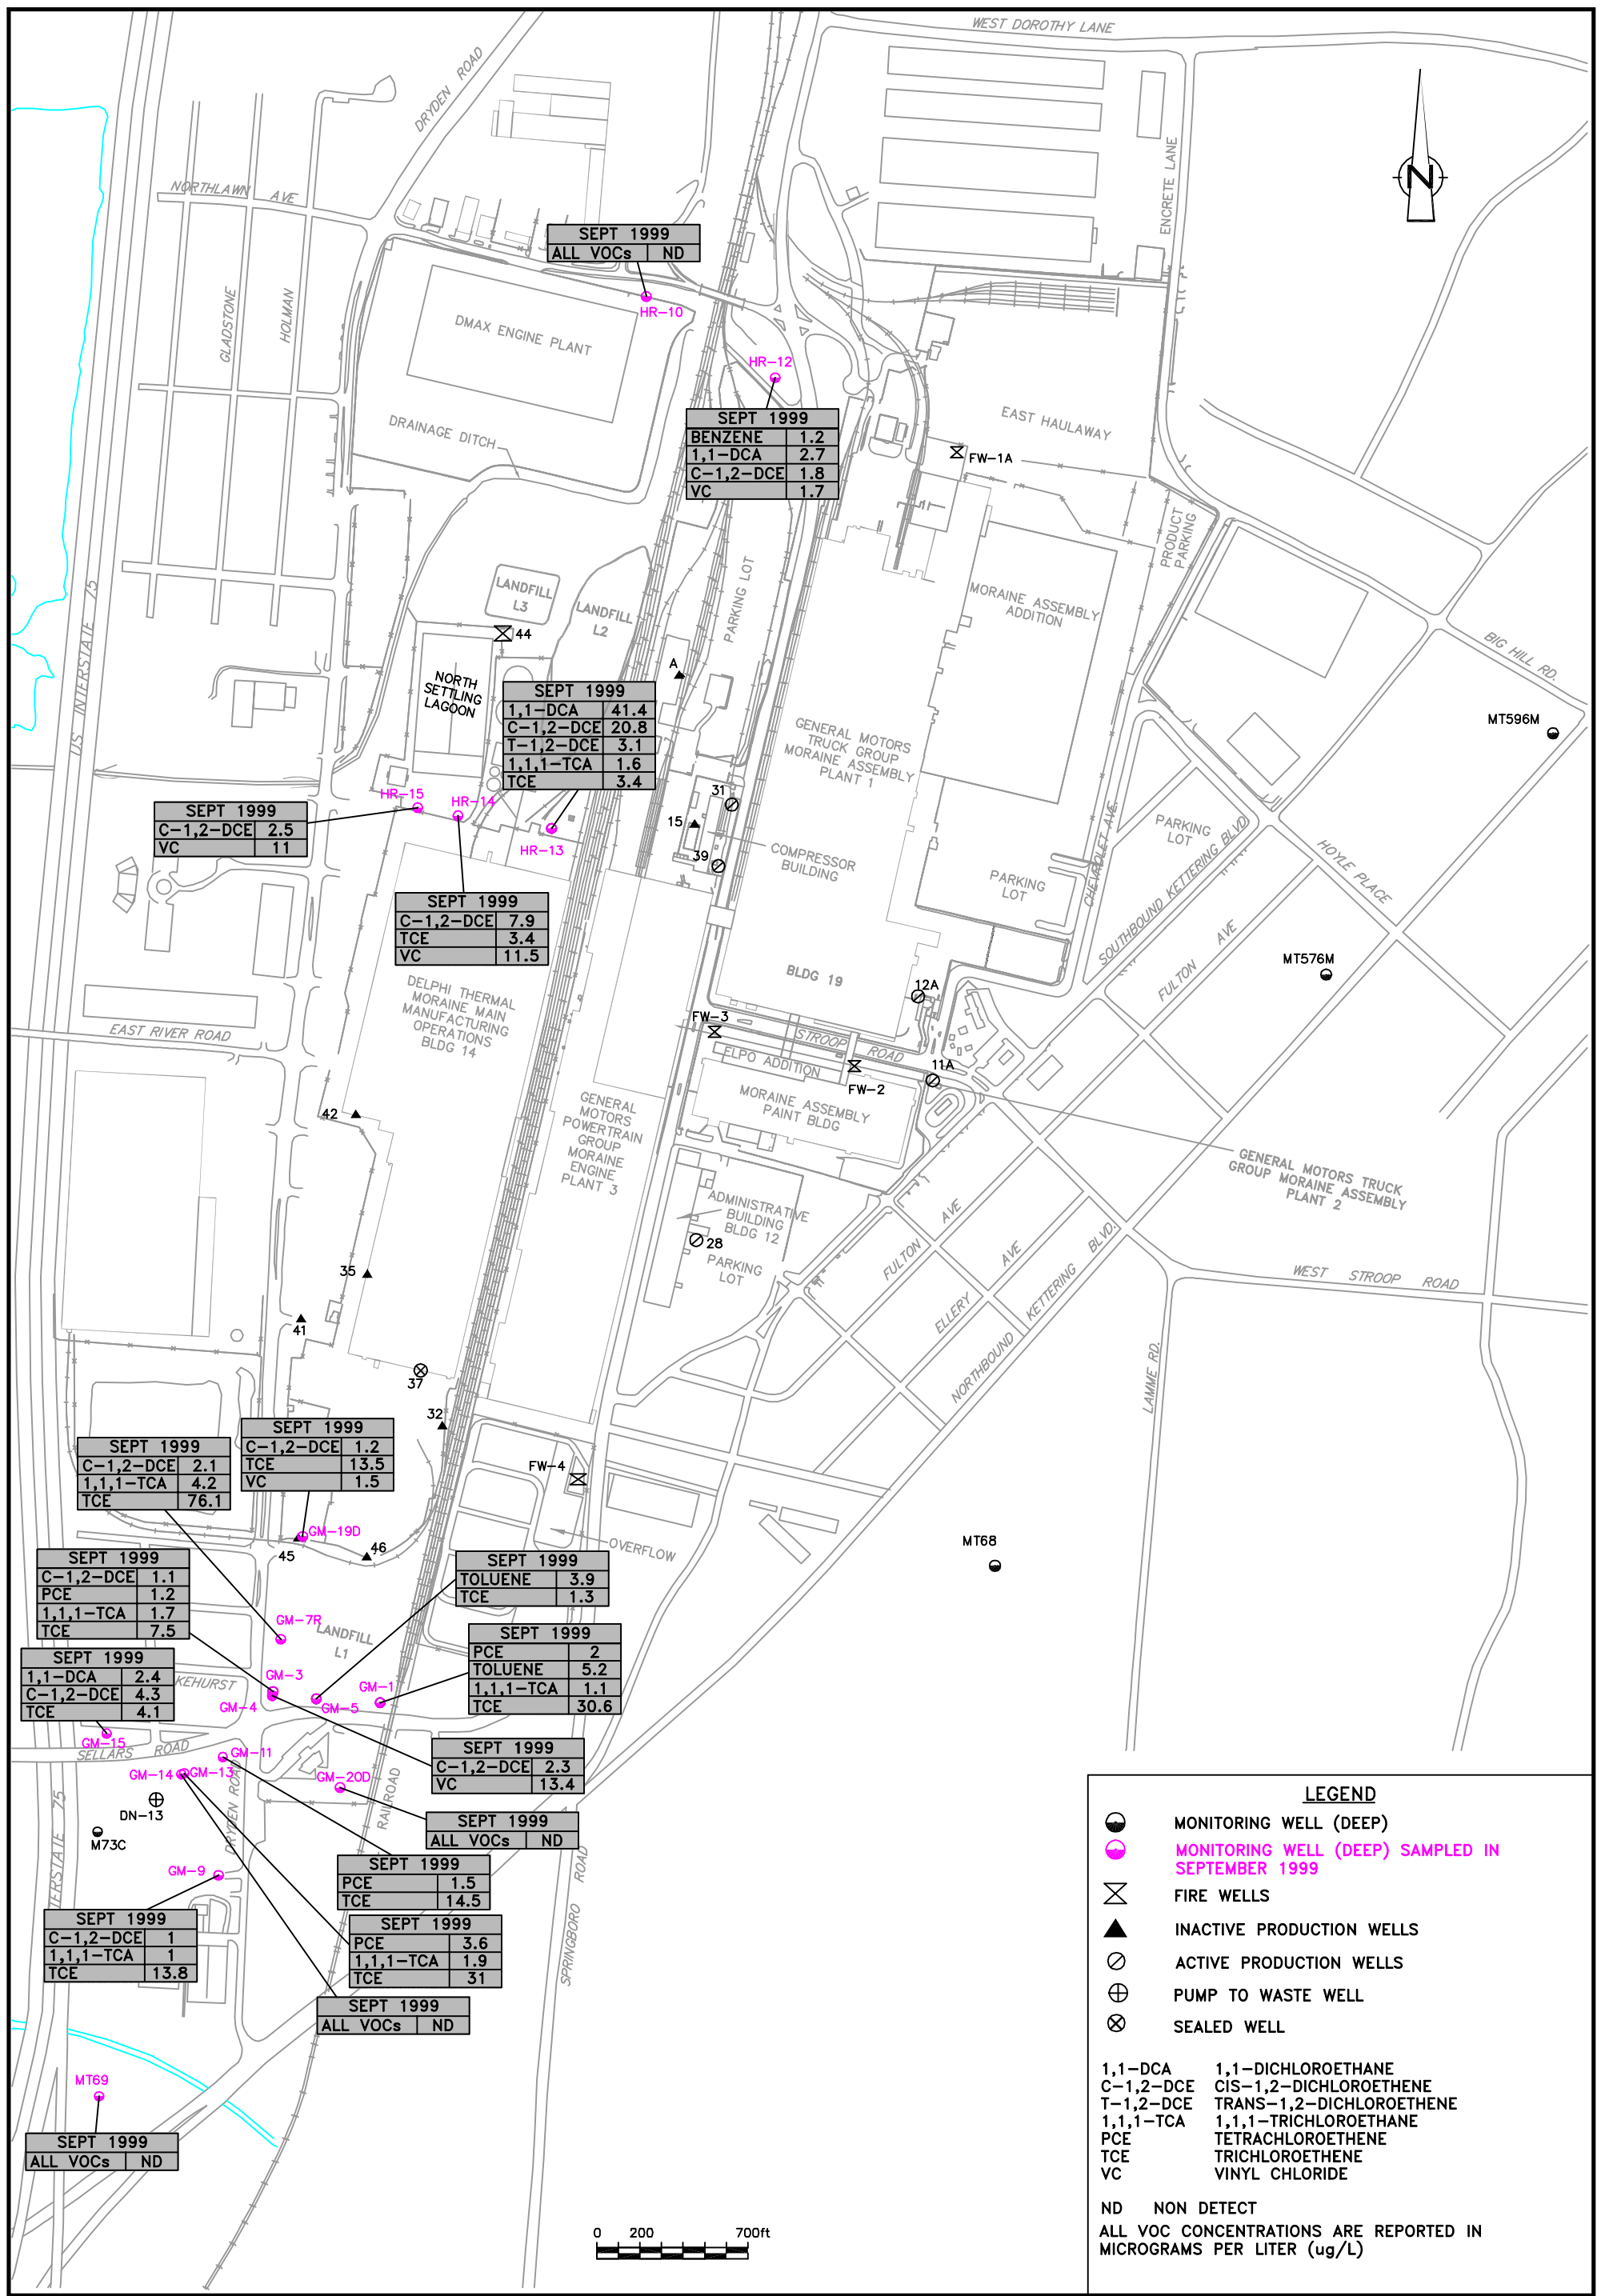 WEST DOROTHY LANE
DRYDEN ROAD
ENCRETE LANE
N
NORTHLAWN AVE
SEPT 1999
ALL VOCs ND
HR-10
GLADSTONE
HOLMAN
DMAX ENGINE PLANT
HR-12
SEPT 1999
BENZENE 1.2
1,1-DCA 2.7
C-1,2-DCE 1.8
VC 1.7
DRAINAGE DITCH
EAST HAULAWAY
FW-1A
PRODUCT
PARKING
US INTERSTATE 75
LANDFILL
L3
LANDFILL
L2
PARKING LOT
MORAINE ASSEMBLY
ADDITION
44
BIG HILL RD.
A
NORTH
SETTLING
LAGOON
SEPT 1999
1,1-DCA 41.4
C-1,2-DCE 20.8
T-1,2-DCE 3.1
1,1,1-TCA 1.6
TCE 3.4
MT596M
GENERAL MOTORS
TRUCK GROUP
MORAINE ASSEMBLY
PLANT 1
HR-15
HR-14
31
SEPT 1999
C-1,2-DCE 2.5
VC 11
15
HR-13
39
COMPRESSOR
BUILDING
CHEVROLET AVE.
PARKING
LOT
PARKING
LOT
HOYLE PLACE
SOUTHBOUND KETTERING BLVD
FULTON AVE
SEPT 1999
C-1,2-DCE 7.9
TCE 3.4
VC 11.5
MT576M
BLDG 19
12A
DELPHI THERMAL
MORAINE MAIN
MANUFACTURING
OPERATIONS
BLDG 14
FW-3
EAST RIVER ROAD
STROOP ROAD
ELPO ADDITION
11A
FW-2
MORAINE ASSEMBLY
PAINT BLDG
42
GENERAL
MOTORS
POWERTRAIN
GROUP
MORAINE
ENGINE
PLANT 3
GENERAL MOTORS TRUCK
GROUP MORAINE ASSEMBLY
PLANT 2
ADMINISTRATIVE
BUILDING
BLDG 12
28
PARKING
LOT
FULTON AVE
ELLERY AVE
NORTHBOUND KETTERING BLVD.
WEST STROOP ROAD
35
41
LAMME RD.
37
32
SEPT 1999
C-1,2-DCE 1.2
TCE 13.5
VC 1.5
SEPT 1999
C-1,2-DCE 2.1
1,1,1-TCA 4.2
TCE 76.1
FW-4
GM-19D
45
46
OVERFLOW
MT68
SEPT 1999
C-1,2-DCE 1.1
PCE 1.2
1,1,1-TCA 1.7
TCE 7.5
SEPT 1999
TOLUENE 3.9
TCE 1.3
GM-7R
LANDFILL
L1
SEPT 1999
PCE 2
TOLUENE 5.2
1,1,1-TCA 1.1
TCE 30.6
SEPT 1999
1,1-DCA 2.4
C-1,2-DCE 4.3
TCE 4.1
KEHURST
GM-3
GM-4
GM-5
GM-1
GM-15
SELLARS ROAD
GM-11
SEPT 1999
C-1,2-DCE 2.3
VC 13.4
GM-14
GM-13
GM-20D
DN-13
DRYDEN ROAD
RAILROAD
SEPT 1999
ALL VOCs ND
M73C
GM-9
SEPT 1999
PCE 1.5
TCE 14.5
INTERSTATE 75
SPRINGBORO ROAD
SEPT 1999
C-1,2-DCE 1
1,1,1-TCA 1
TCE 13.8
SEPT 1999
PCE 3.6
1,1,1-TCA 1.9
TCE 31
SEPT 1999
ALL VOCs ND
MT69
SEPT 1999
ALL VOCs ND
0 200 700ft
LEGEND
MONITORING WELL (DEEP)
MONITORING WELL (DEEP) SAMPLED IN
SEPTEMBER 1999
FIRE WELLS
INACTIVE PRODUCTION WELLS
ACTIVE PRODUCTION WELLS
PUMP TO WASTE WELL
SEALED WELL
1,1-DCA 1,1-DICHLOROETHANE
C-1,2-DCE CIS-1,2-DICHLOROETHENE
T-1,2-DCE TRANS-1,2-DICHLOROETHENE
1,1,1-TCA 1,1,1-TRICHLOROETHANE
PCE TETRACHLOROETHENE
TCE TRICHLOROETHENE
VC VINYL CHLORIDE
ND NON DETECT
ALL VOC CONCENTRATIONS ARE REPORTED IN
MICROGRAMS PER LITER (ug/L)